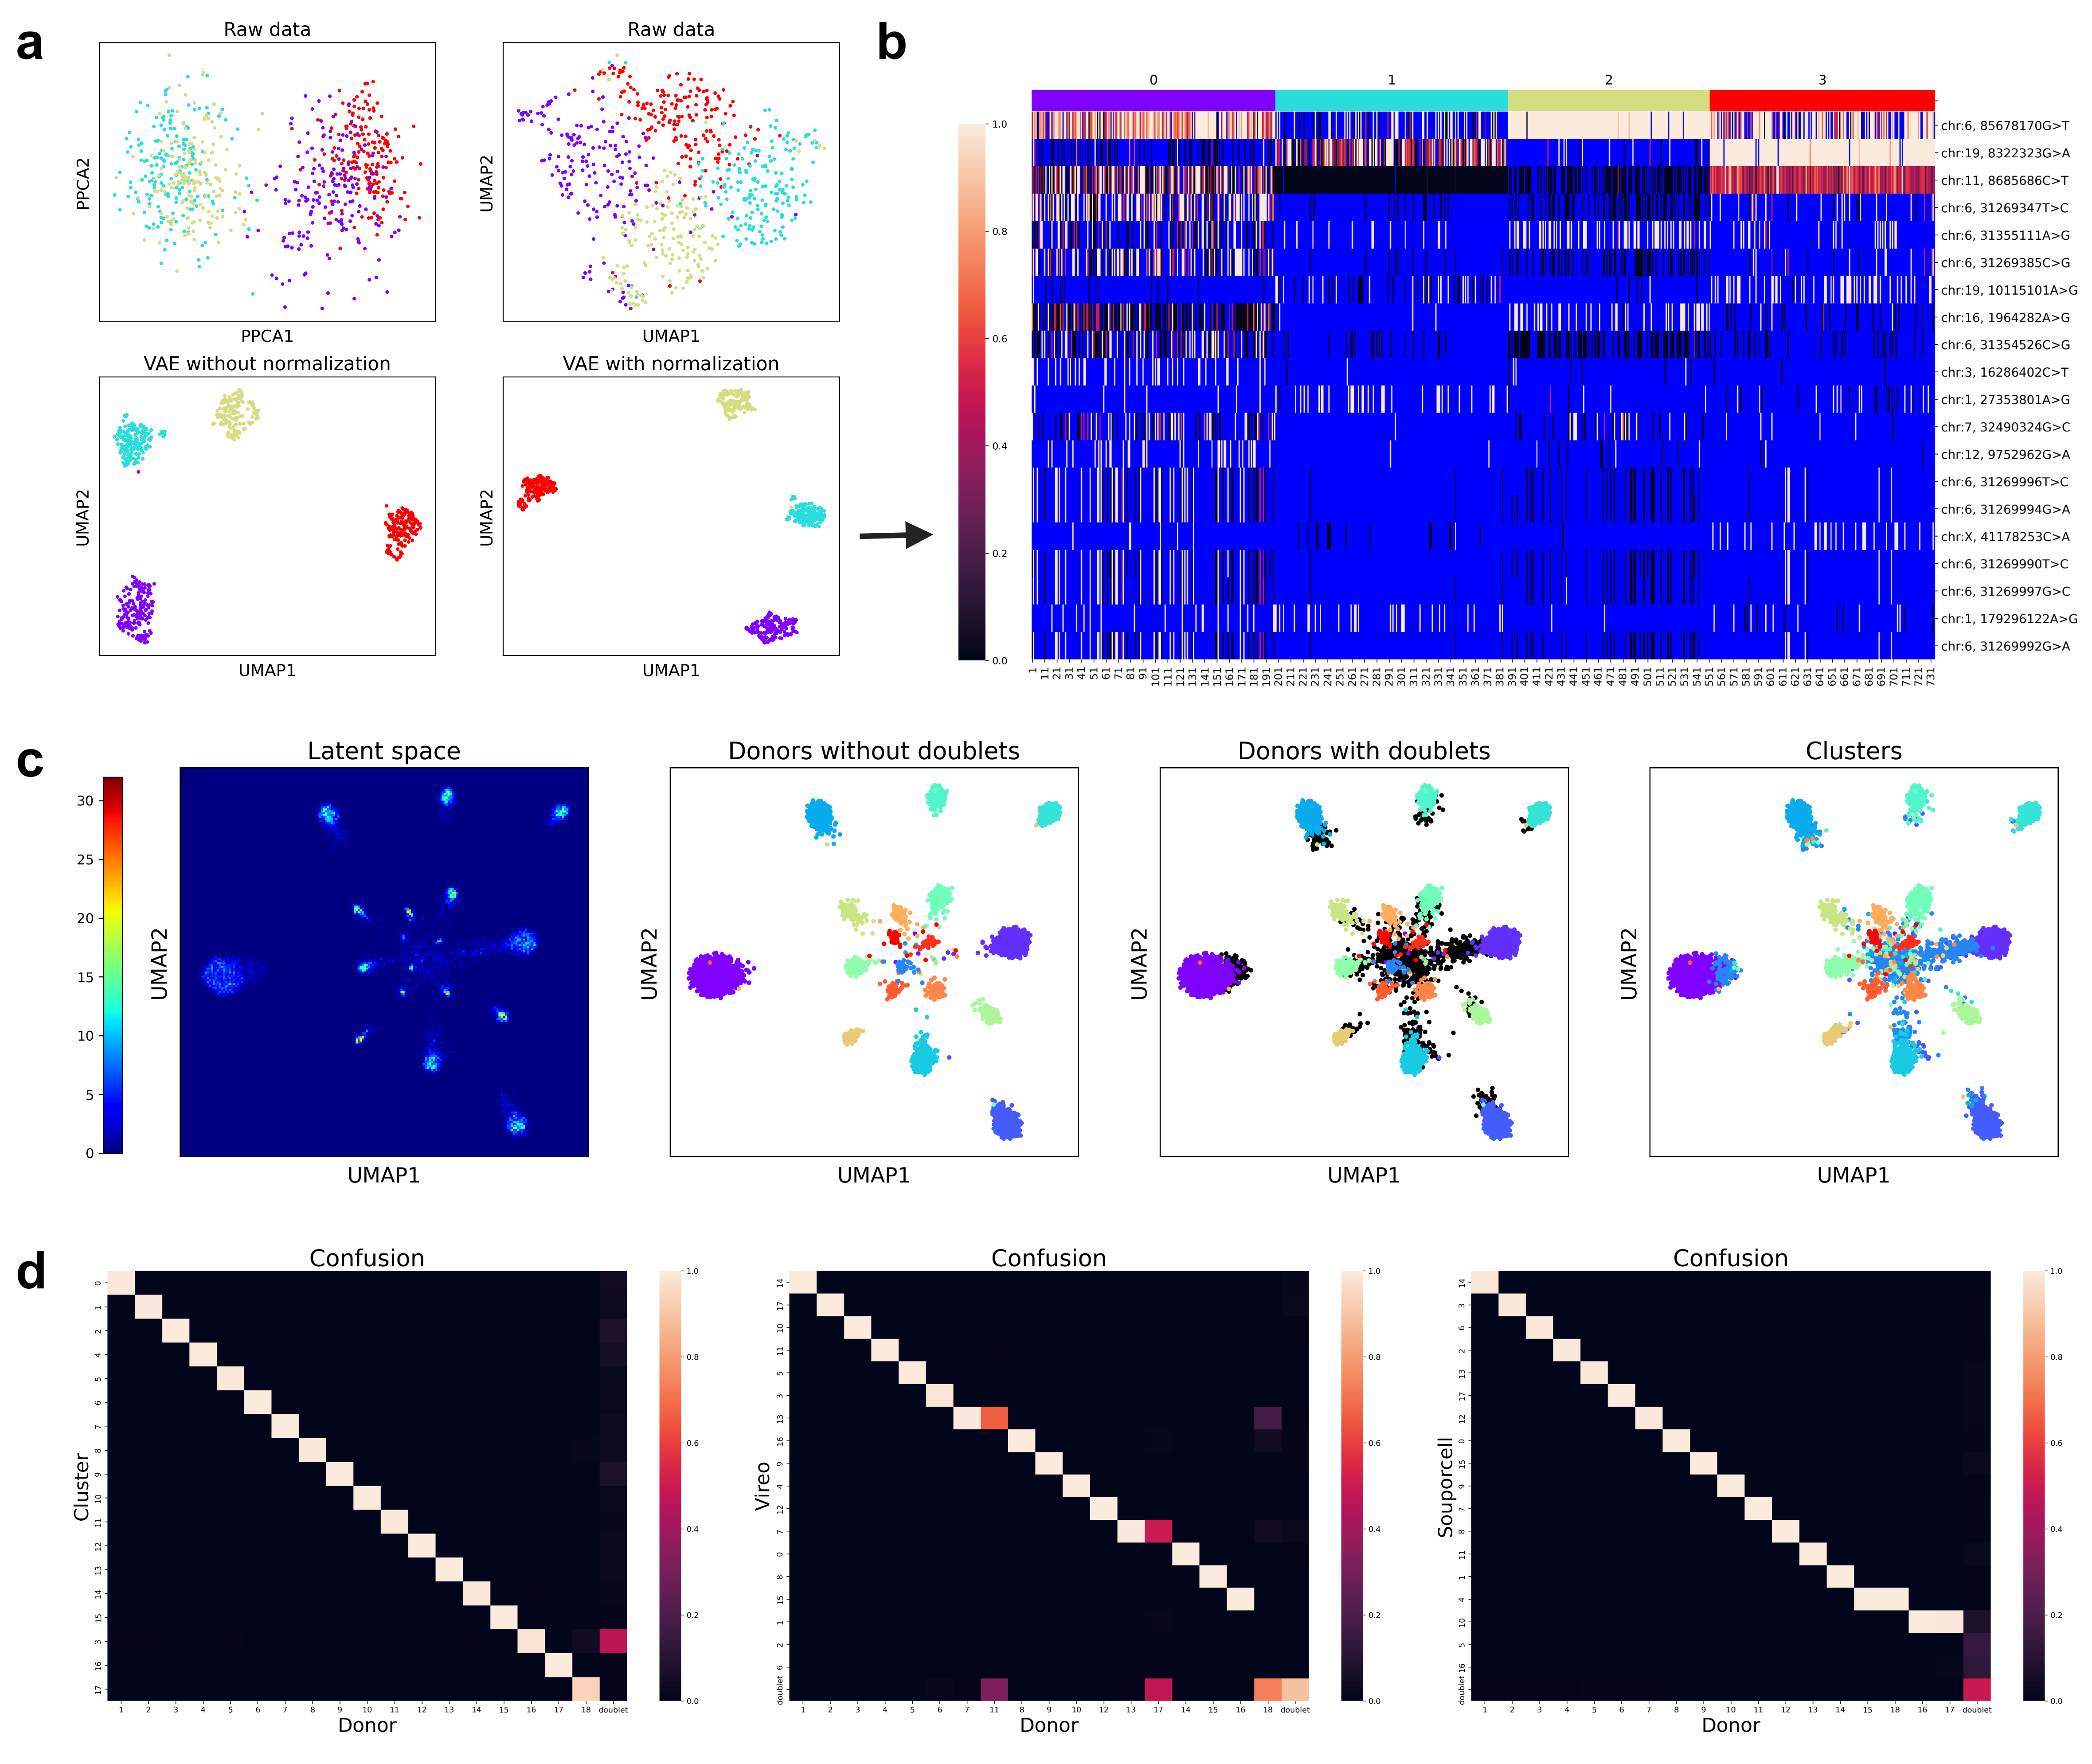 a
Raw data
PPCA2
PPCA1
Raw data
UMAP2
UMAP1
VAE without normalization
UMAP2
UMAP1
VAE with normalization
UMAP2
UMAP1
b
0 1 2 3
1.0
0.8
0.6
0.4
0.2
0.0
chr:6, 85678170G>T
chr:19, 8322323G>A
chr:11, 8685686C>T
chr:6, 31269347T>C
chr:6, 31355111A>G
chr:6, 31269385C>G
chr:19, 10115101A>G
chr:16, 1964282A>G
chr:6, 31354526C>G
chr:3, 16286402C>T
chr:1, 27353801A>G
chr:7, 32490324G>C
chr:12, 9752962G>A
chr:6, 31269996T>C
chr:6, 31269994G>A
chr:X, 41178253C>A
chr:6, 31269990T>C
chr:6, 31269997G>C
chr:1, 179296122A>G
chr:6, 31269992G>A
1 11 21 31 41 51 61 71 81 91 101 111 121 131 141 151 161 171 181 191 201 211 221 231 241 251 261 271 281 291 301 311 321 331 341 351 361 371 381 391 401 411 421 431 441 451 461 471 481 491 501 511 521 531 541 551 561 571 581 591 601 611 621 631 641 651 661 671 681 691 701 711 721 731
c
30
25
20
15
10
5
0
Latent space
UMAP2
UMAP1
Donors without doublets
UMAP2
UMAP1
Donors with doublets
UMAP2
UMAP1
Clusters
UMAP2
UMAP1
d
Confusion
Cluster
0 1 2 4 5 6 7 8 9 10 11 12 13 14 15 3 16 17
1 2 3 4 5 6 7 8 9 10 11 12 13 14 15 16 17 18 doublet
Donor
1.0
0.8
0.6
0.4
0.2
0.0
Confusion
Vireo
14 17 10 11 5 3 13 16 9 4 12 7 0 8 15 1 2 6 doublet
1 2 3 4 5 6 7 11 8 9 10 12 13 17 14 15 16 18 doublet
Donor
1.0
0.8
0.6
0.4
0.2
0.0
Confusion
Souporcell
14 3 6 2 13 17 12 0 15 9 7 8 11 1 4 10 5 16 doublet
1 2 3 4 5 6 7 8 9 10 11 12 13 14 15 18 16 17 doublet
Donor
1.0
0.8
0.6
0.4
0.2
0.0